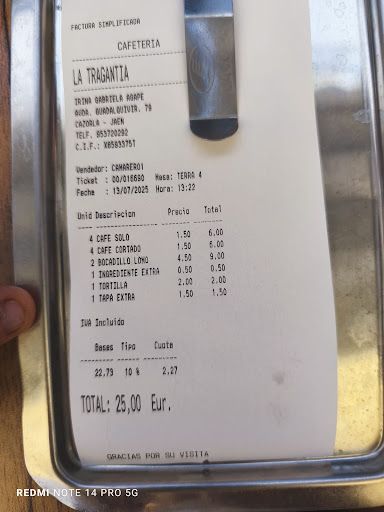 FACTURA SIMPLIFICADA
CAFETERIA
LA TRAGANTIA
IRINA GABRIELA AGAPE
AVDA. GUADALQUIVIR. 79
CAZORLA - JAEN
TELF. 953720292
C.I.F.: X8583375T
Vendedor: CAMARERO1
Ticket : 00/016690 Mesa: TERRA 4
Fecha : 13/07/2025 Hora: 13:22
Unid Descripcion Precio Total
4 CAFE SOLO 1.50 6.00
4 CAFE CORTADO 1.50 6.00
2 BOCADILLO LOMO 4.50 9.00
1 INGREDIENTE EXTRA 0.50 0.50
1 TORTILLA 2.00 2.00
1 TAPA EXTRA 1.50 1.50
IVA Incluido
Bases Tipo Cuota
22.73 10 % 2.27
TOTAL: 25,00 Eur.
GRACIAS POR SU VISITA
REDMI NOTE 14 PRO 5G